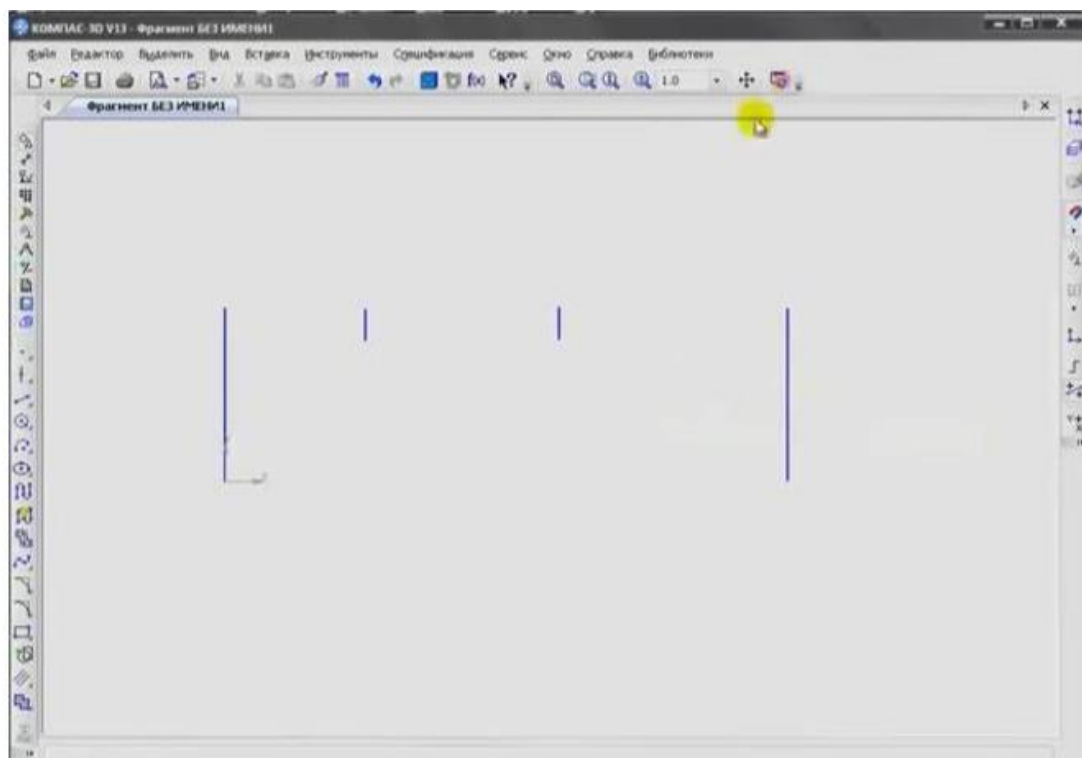 КОМПАС-3D V13 - Фрагмент БЕЗ ИМЕНИ1
Файл Редактор Выделить Вид Вставка Инструменты Спецификация Сервис Окно Справка Библиотеки
f(x) 1.0
Фрагмент БЕЗ ИМЕНИ1